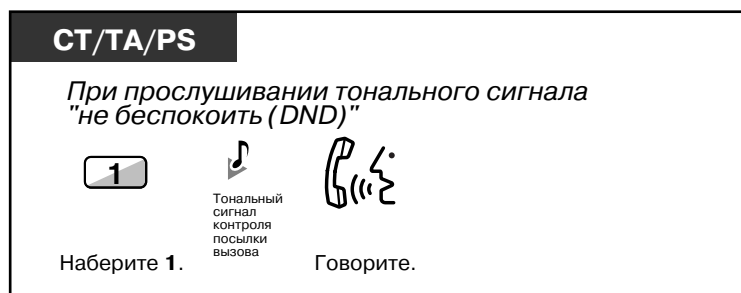 CT/TA/PS
При прослушивании тонального сигнала
"не беспокоить (DND)"
1
Тональный
сигнал
контроля
посылки
вызова
Наберите 1.
Говорите.